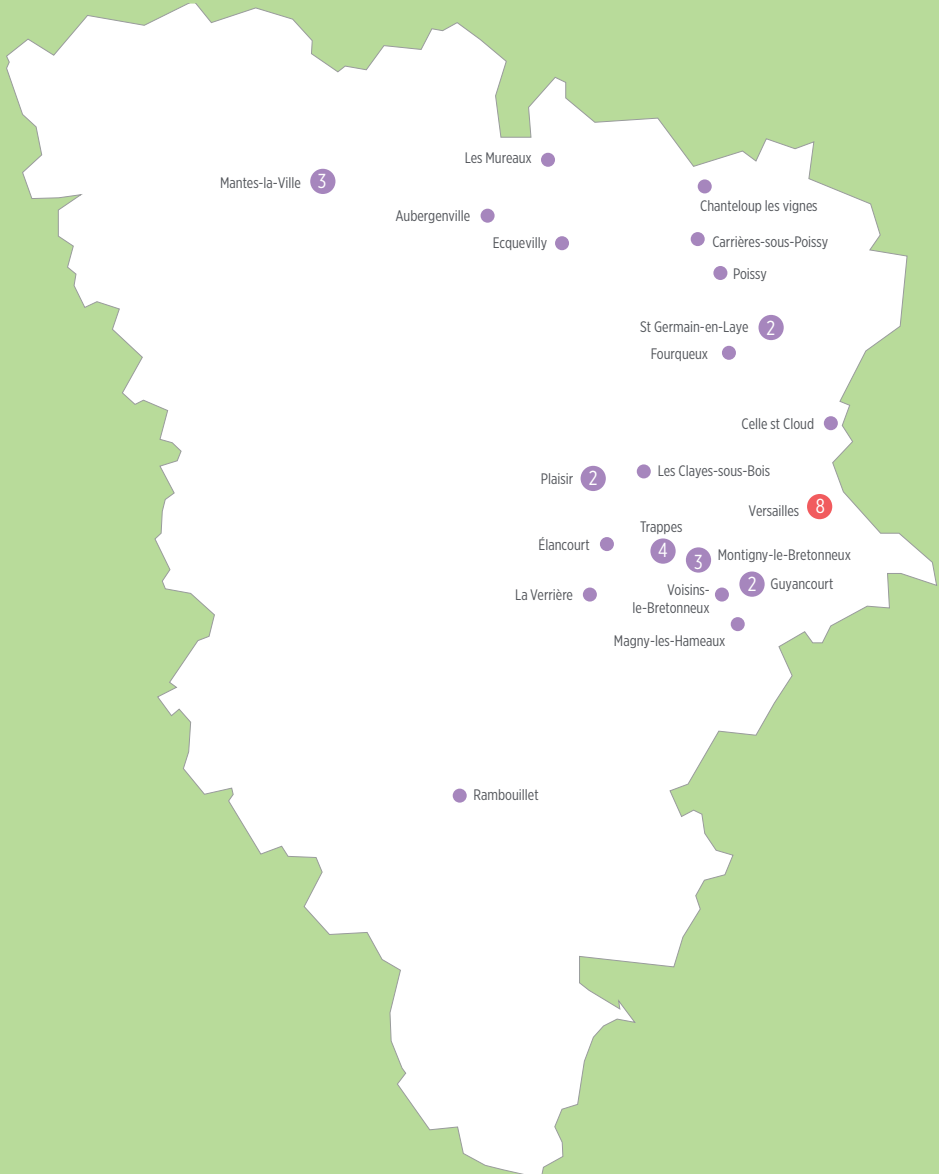 Les Mureaux
Mantes-la-Ville 3
Chanteloup les vignes
Aubergenville
Ecquevilly
Carrières-sous-Poissy
Poissy
St Germain-en-Laye 2
Fourqueux
Celle st Cloud
Plaisir 2
Les Clayes-sous-Bois
Versailles 8
Trappes
4
Élancourt
3 Montigny-le-Bretonneux
2 Guyancourt
La Verrière
Voisins-
le-Bretonneux
Magny-les-Hameaux
Rambouillet